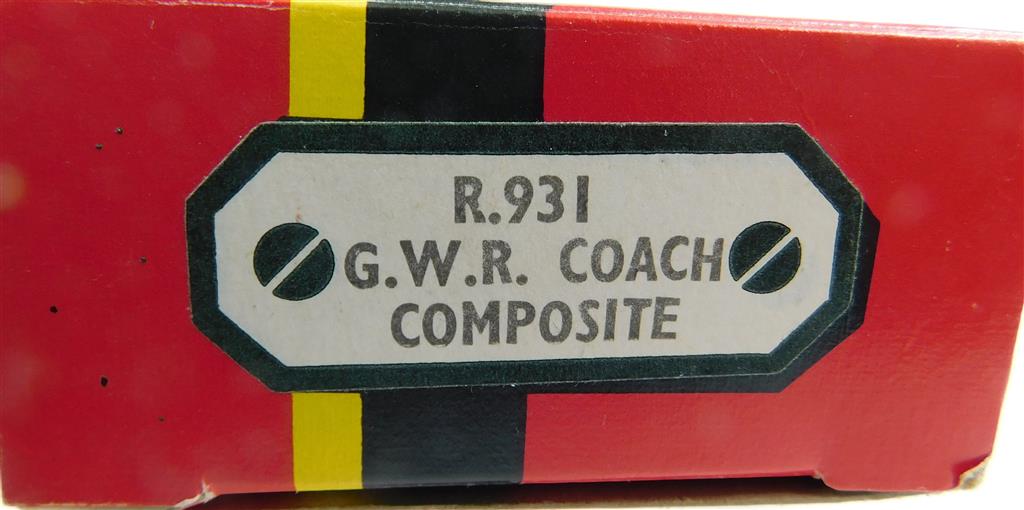 R.931
G.W.R. COACH
COMPOSITE